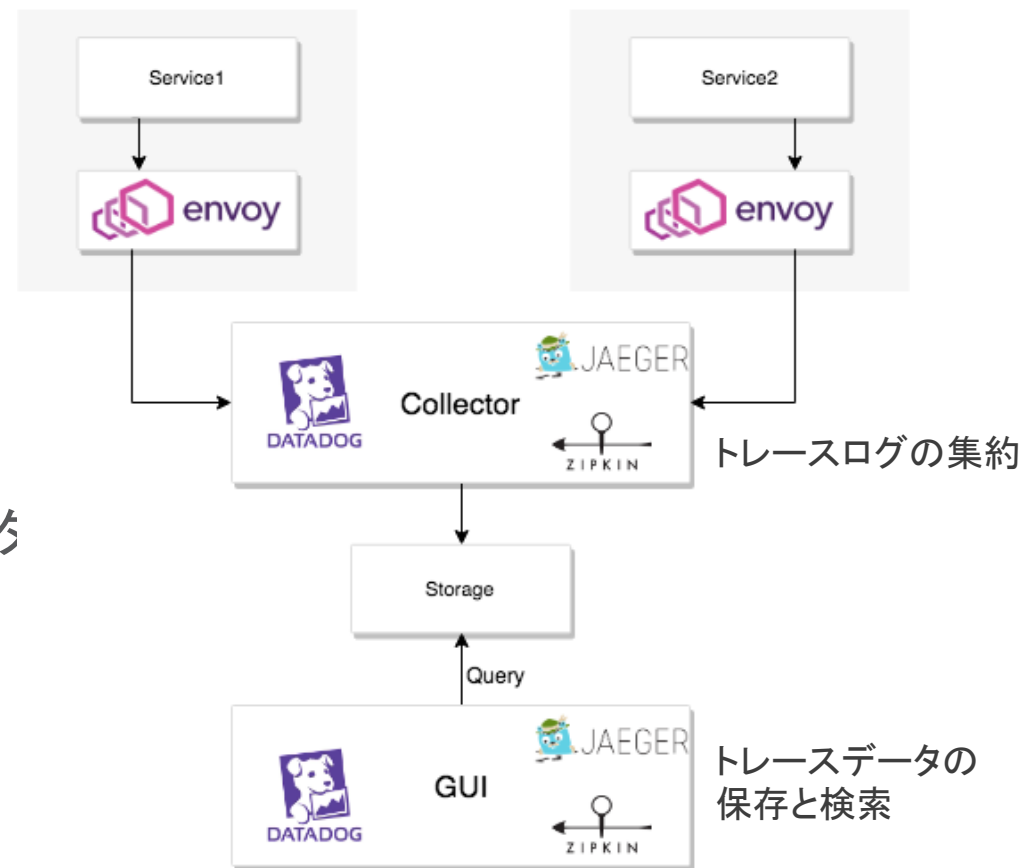 Service1
Service2
envoy
envoy
JAEGER
DATADOG
Collector
ZIPKIN
トレースログの集約
タ
Storage
Query
JAEGER
DATADOG
GUI
ZIPKIN
トレースデータの
保存と検索